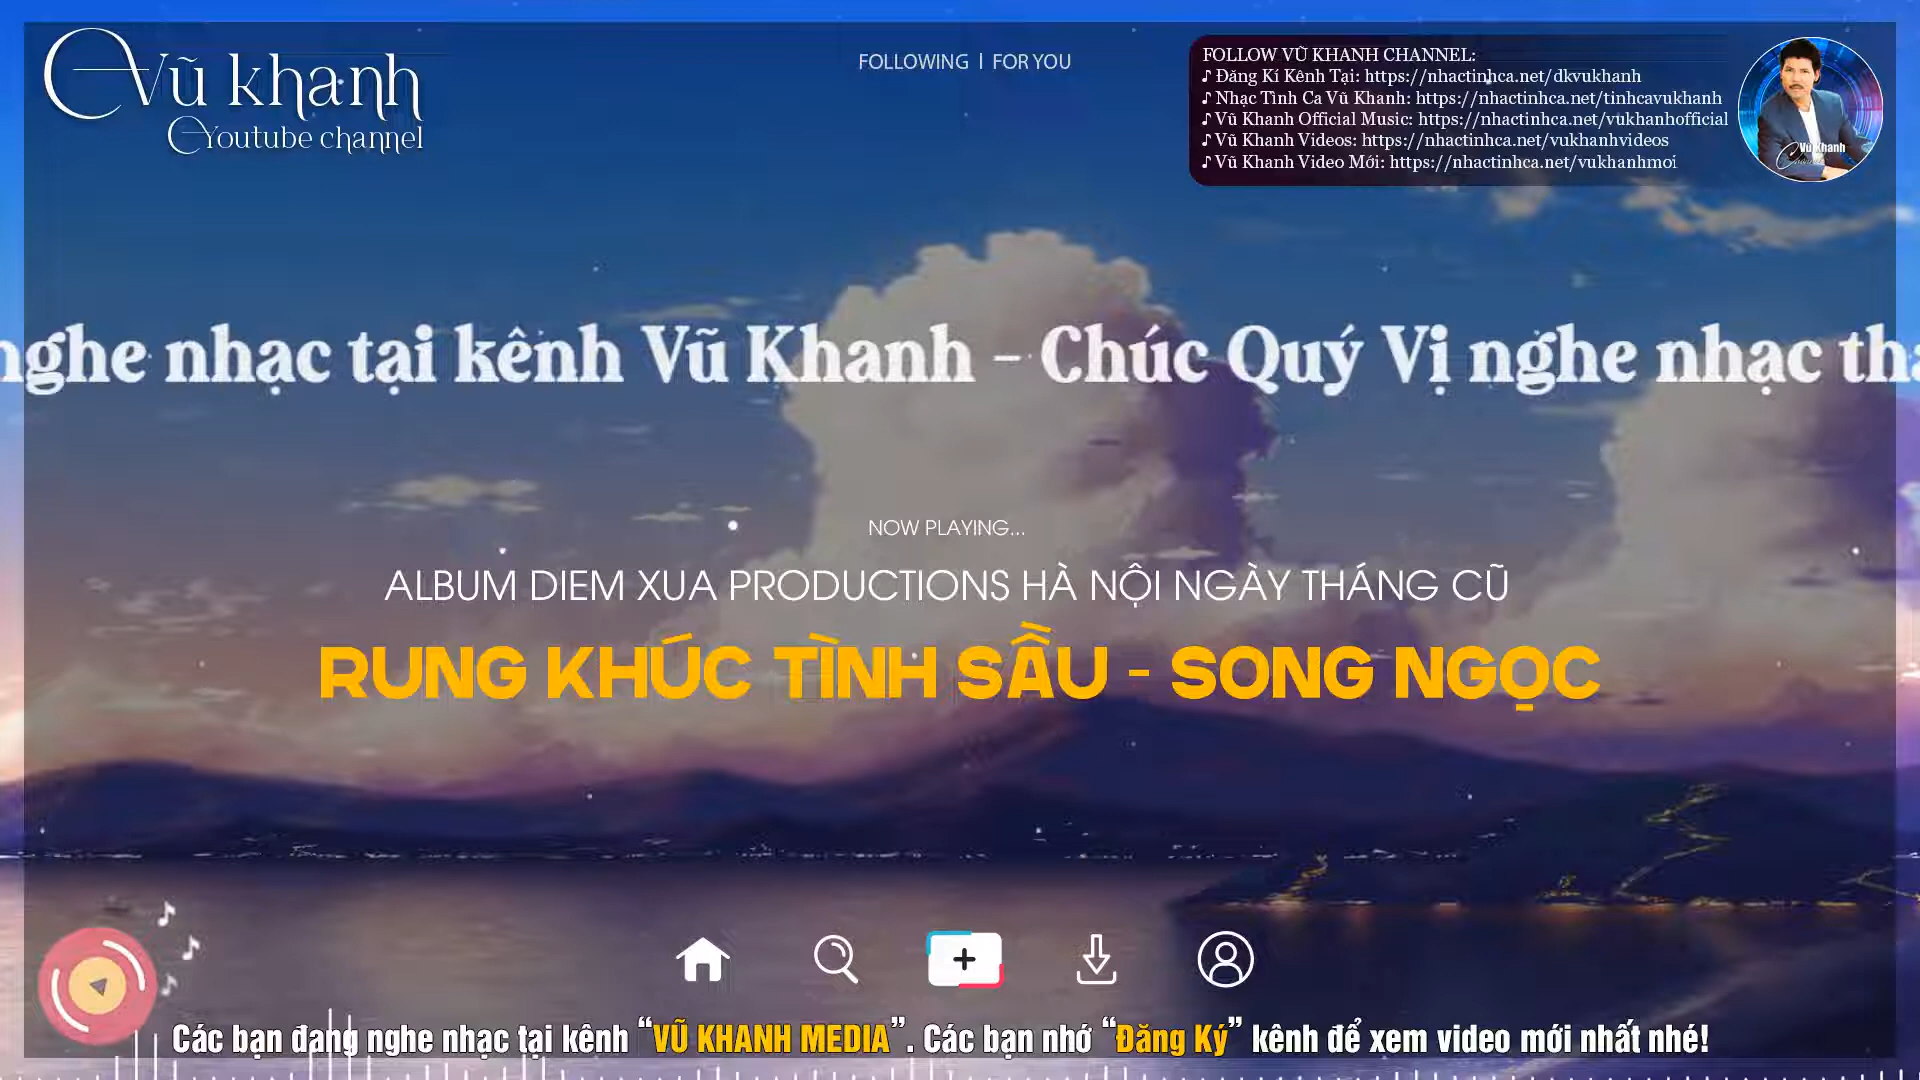 Vũ khanh
Youtube channel
FOLLOWING | FOR YOU
FOLLOW VŨ KHANH CHANNEL:
♪ Đăng Kí Kênh Tại: https://nhactinhca.net/dkvukhanh
♪ Nhạc Tình Ca Vũ Khanh: https://nhactinhca.net/tinhcavukhanh
♪ Vũ Khanh Official Music: https://nhactinhca.net/vukhanhofficial
♪ Vũ Khanh Videos: https://nhactinhca.net/vukhanhvideos
♪ Vũ Khanh Video Mới: https://nhactinhca.net/vukhanhmoi
Vũ Khanh
Channel
nghe nhạc tại kênh Vũ Khanh - Chúc Quý Vị nghe nhạc th
NOW PLAYING...
ALBUM DIEM XUA PRODUCTIONS HÀ NỘI NGÀY THÁNG CŨ
RUNG KHÚC TÌNH SẦU - SONG NGỌC
Các bạn đang nghe nhạc tại kênh “VŨ KHANH MEDIA”. Các bạn nhớ “Đăng Ký” kênh để xem video mới nhất nhé!